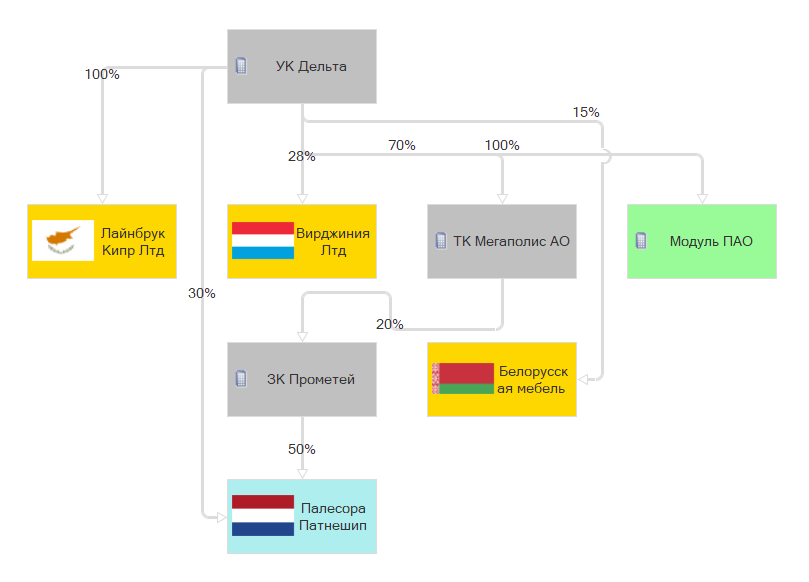 УК Дельта
100%
15%
70%
100%
28%
Лайнбрук
Кипр Лтд
Вирджиния
Лтд
ТК Мегаполис АО
Модуль ПАО
30%
20%
ЗК Прометей
Белорусск
ая мебель
50%
Палесора
Патнешип